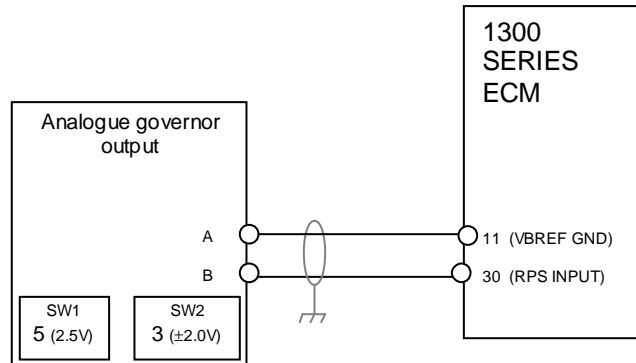 1300
SERIES
ECM
Analogue governor
output
A
11 (VBREF GND)
B
30 (RPS INPUT)
SW1
5 (2.5V)
SW2
3 (±2.0V)